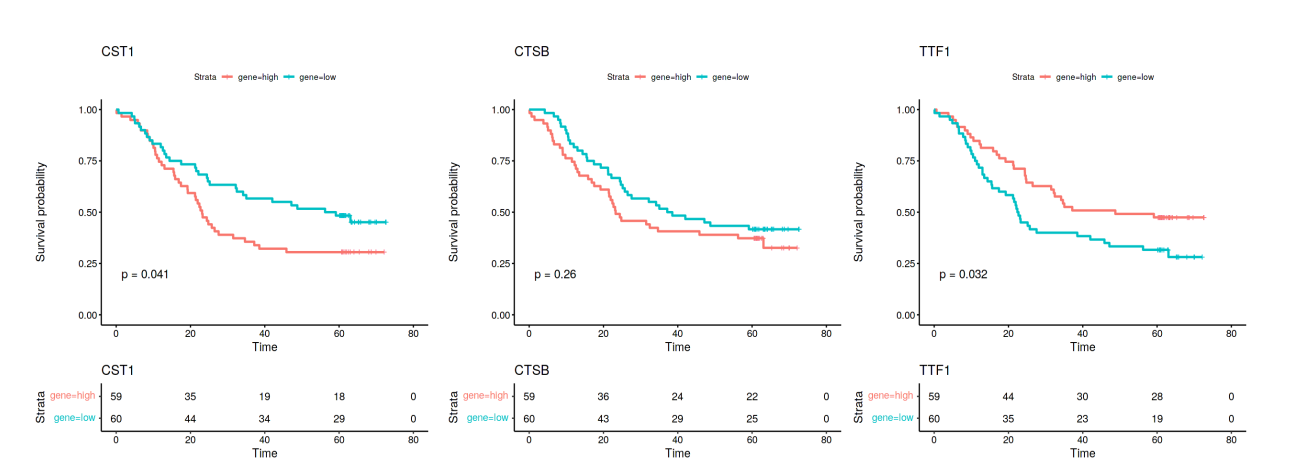 CST1
Strata gene=high gene=low
Survival probability
1.00
0.75
0.50
0.25
0.00
p = 0.041
0 20 40 60 80
Time
CST1
Strata
gene=high 59 35 19 18 0
gene=low 60 44 34 29 0
0 20 40 60 80
Time
CTSB
Strata gene=high gene=low
Survival probability
1.00
0.75
0.50
0.25
0.00
p = 0.26
0 20 40 60 80
Time
CTSB
Strata
gene=high 59 36 24 22 0
gene=low 60 43 29 25 0
0 20 40 60 80
Time
TTF1
Strata gene=high gene=low
Survival probability
1.00
0.75
0.50
0.25
0.00
p = 0.032
0 20 40 60 80
Time
TTF1
Strata
gene=high 59 44 30 28 0
gene=low 60 35 23 19 0
0 20 40 60 80
Time